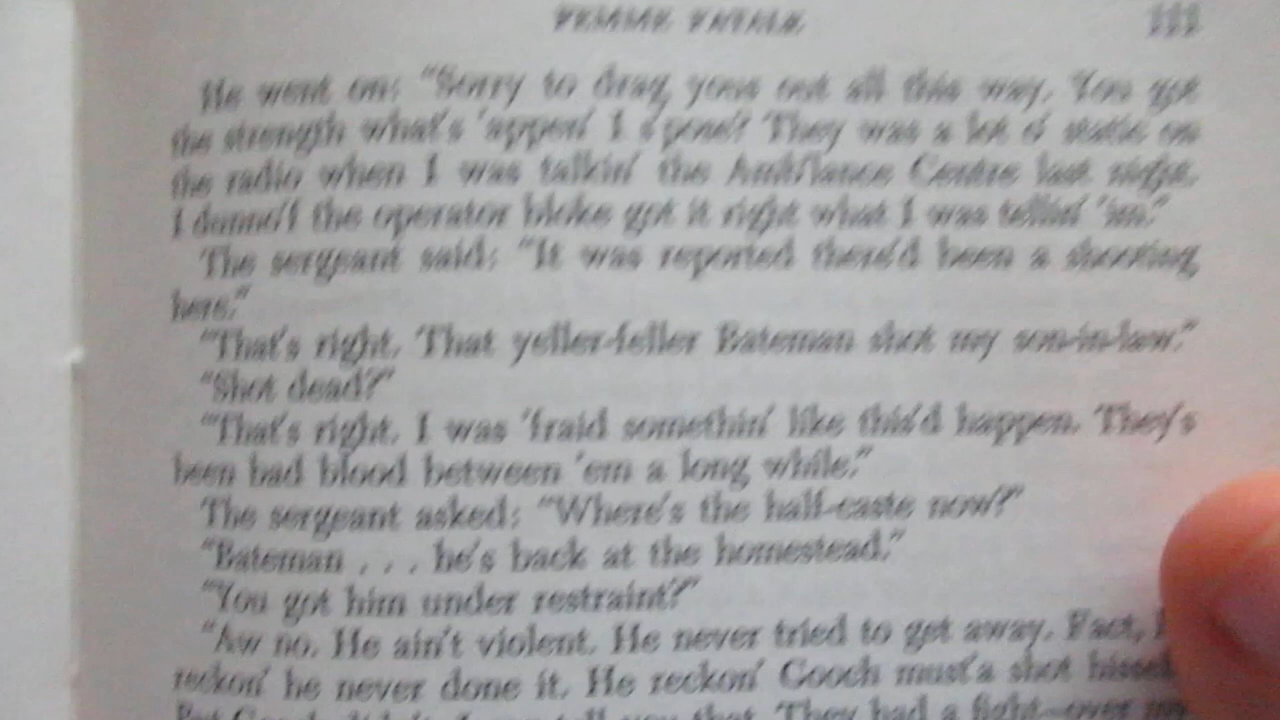 FEMME FATALE 111
He went on: "Sorry to drag yous out all this way. You got
the strength what's 'appen' I s'pose? They was a lot o' static on
the radio when I was talkin' the Ambulance Centre last night.
I dunno if the operator bloke got it right what I was tellin' 'im."
The sergeant said: "It was reported there'd been a shooting
here."
"That's right. That yeller-feller Bateman shot my son-in-law."
"Shot dead?"
"That's right. I was 'fraid somethin' like this'd happen. They's
been bad blood between 'em a long while."
The sergeant asked: "Where's the half-caste now?"
"Bateman . . . he's back at the homestead."
"You got him under restraint?"
"Aw no. He ain't violent. He never tried to get away. Fact, I
reckon' he never done it. He reckon' Gooch must'a shot
They had a fight—over my